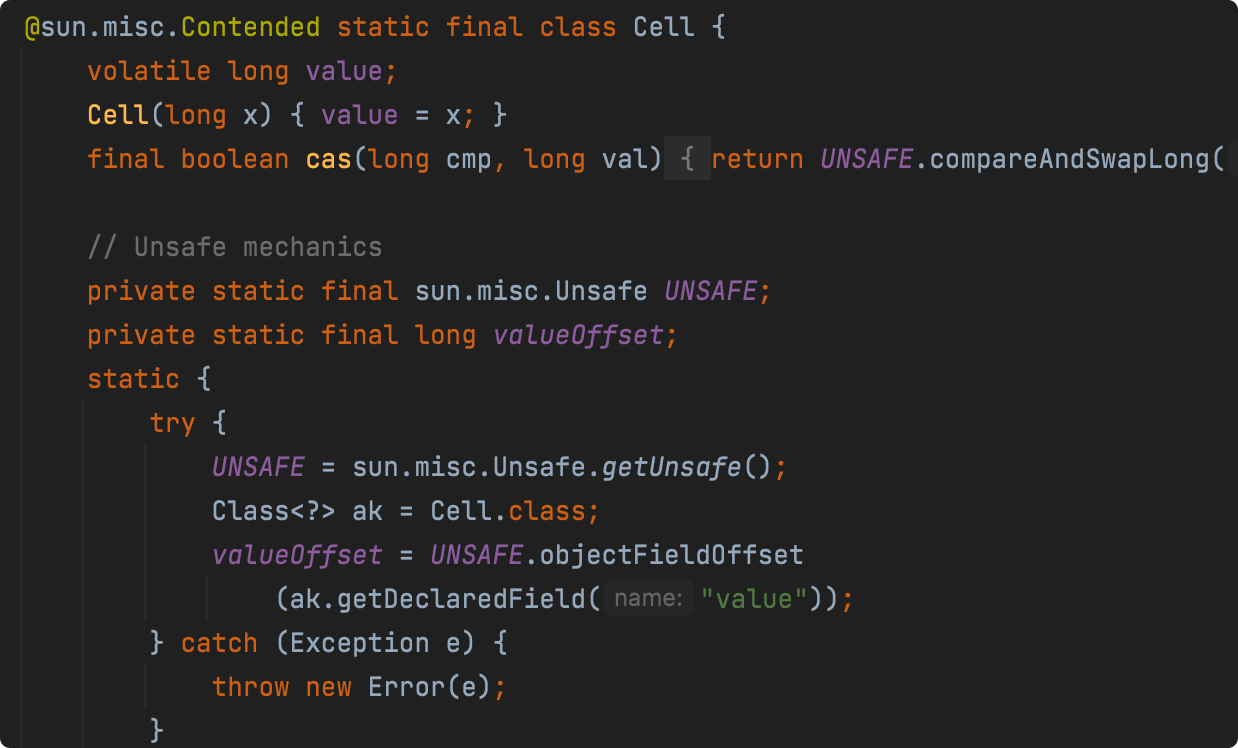 @sun.misc.Contended static final class Cell {
    volatile long value;
    Cell(long x) { value = x; }
    final boolean cas(long cmp, long val) { return UNSAFE.compareAndSwapLong(

    // Unsafe mechanics
    private static final sun.misc.Unsafe UNSAFE;
    private static final long valueOffset;
    static {
        try {
            UNSAFE = sun.misc.Unsafe.getUnsafe();
            Class<?> ak = Cell.class;
            valueOffset = UNSAFE.objectFieldOffset
                (ak.getDeclaredField( name: "value"));
        } catch (Exception e) {
            throw new Error(e);
        }